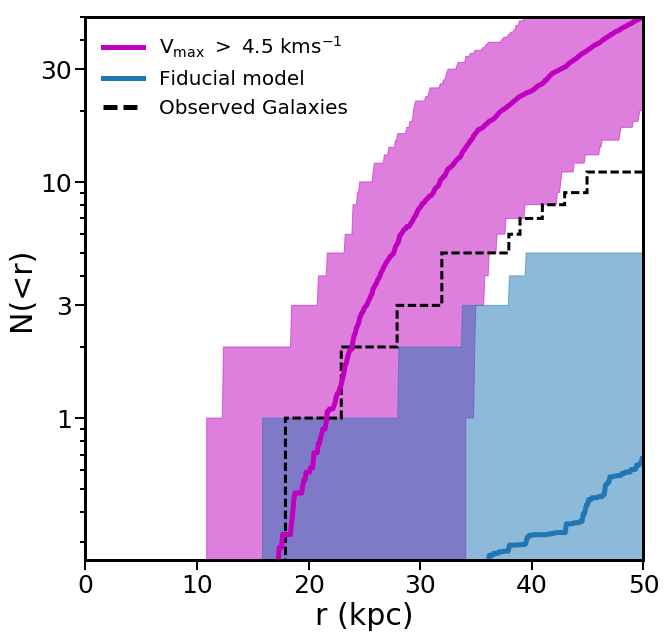 V_max > 4.5 kms⁻¹
Fiducial model
Observed Galaxies
30
10
3
1
N(<r)
0 10 20 30 40 50
r (kpc)